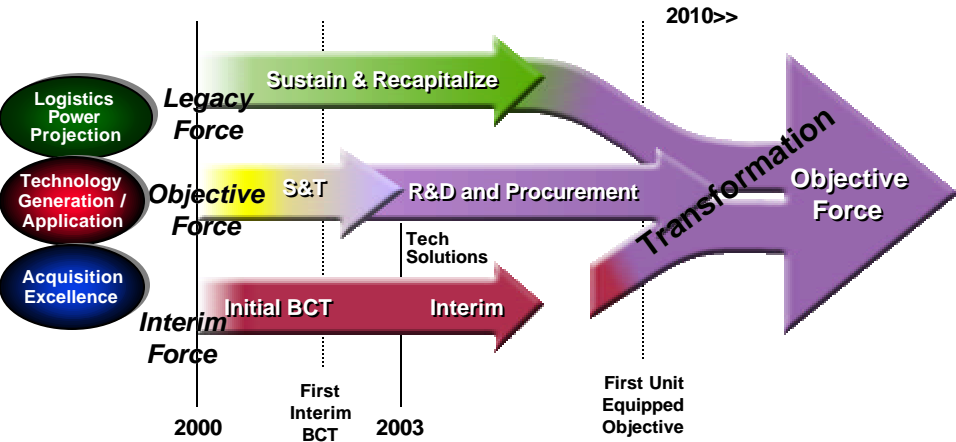 2010>>
Logistics
Power
Projection
Legacy
Force
Sustain & Recapitalize
Technology
Generation /
Application
Objective
Force
S&T
R&D and Procurement
Transformation
Objective
Force
Tech
Solutions
Acquisition
Excellence
Interim
Force
Initial BCT
Interim
2000
First
Interim
BCT
2003
First Unit
Equipped
Objective